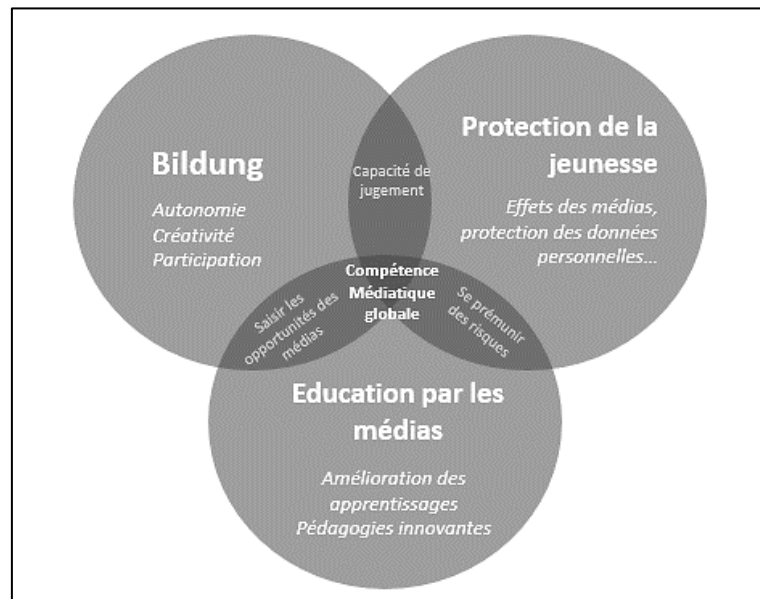 Bildung
Autonomie
Créativité
Participation
Capacité de
jugement
Protection de la
jeunesse
Effets des médias,
protection des données
personnelles...
Saisir les
opportunités des
médias
Compétence
Médiatique
globale
Se prémunir
des risques
Education par les
médias
Amélioration des
apprentissages
Pédagogies innovantes